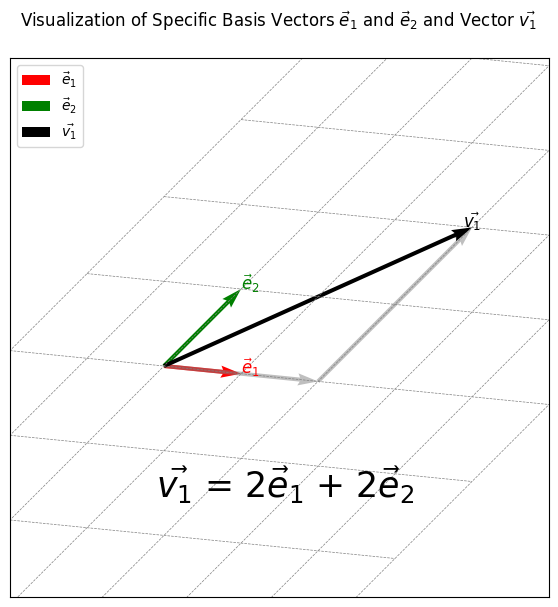 Visualization of Specific Basis Vectors $\vec{e}_1$ and $\vec{e}_2$ and Vector $\vec{v_1}$
$\vec{e}_1$
$\vec{e}_2$
$\vec{v_1}$
$\vec{v_1}$
$\vec{e}_2$
$\vec{e}_1$
$\vec{v_1} = 2\vec{e}_1 + 2\vec{e}_2$